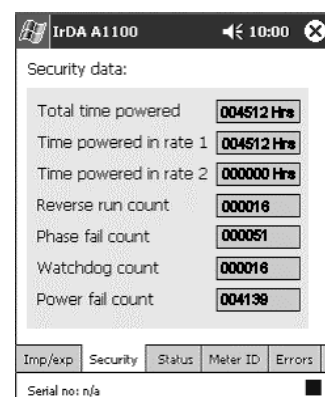 IrDA A1100 10:00
Security data:
Total time powered 004512 Hrs
Time powered in rate 1 004512 Hrs
Time powered in rate 2 000000 Hrs
Reverse run count 000016
Phase fail count 000051
Watchdog count 000016
Power fail count 004139
Imp/exp Security Status Meter ID Errors
Serial no: n/a